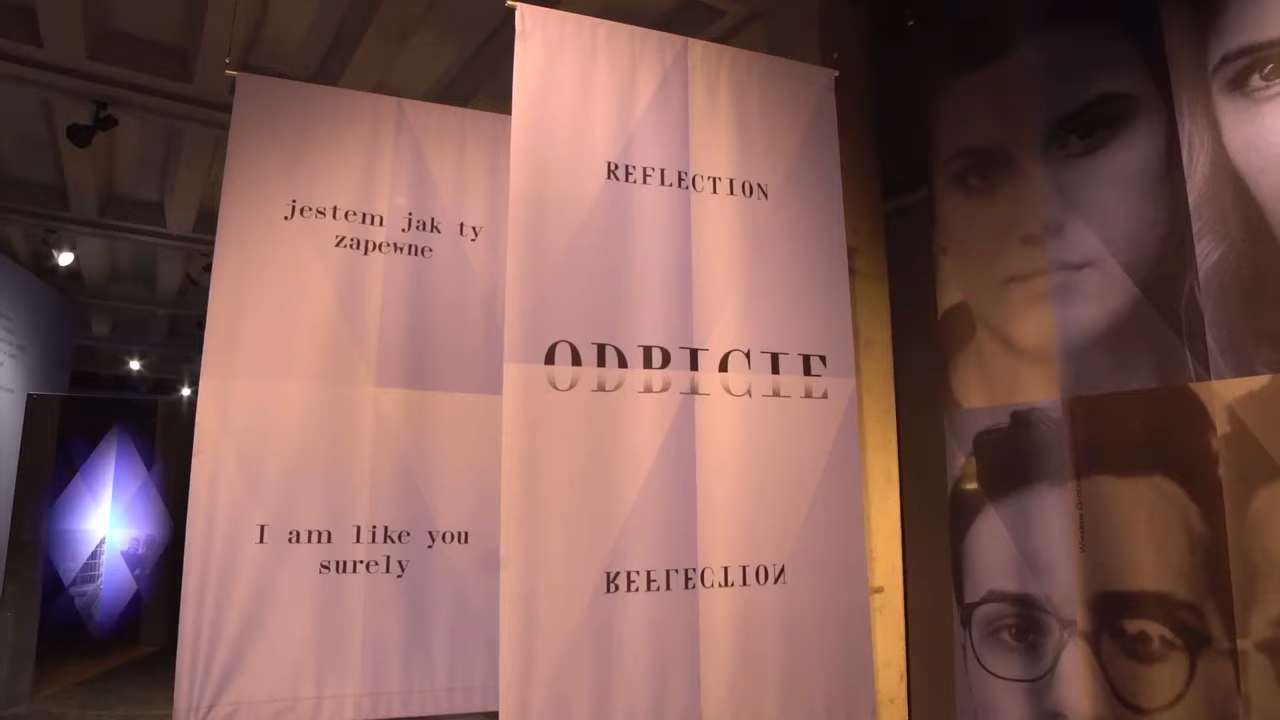 jestem jak ty
zapewne
I am like you
surely
REFLECTION
ODBICIE
REFLECTION